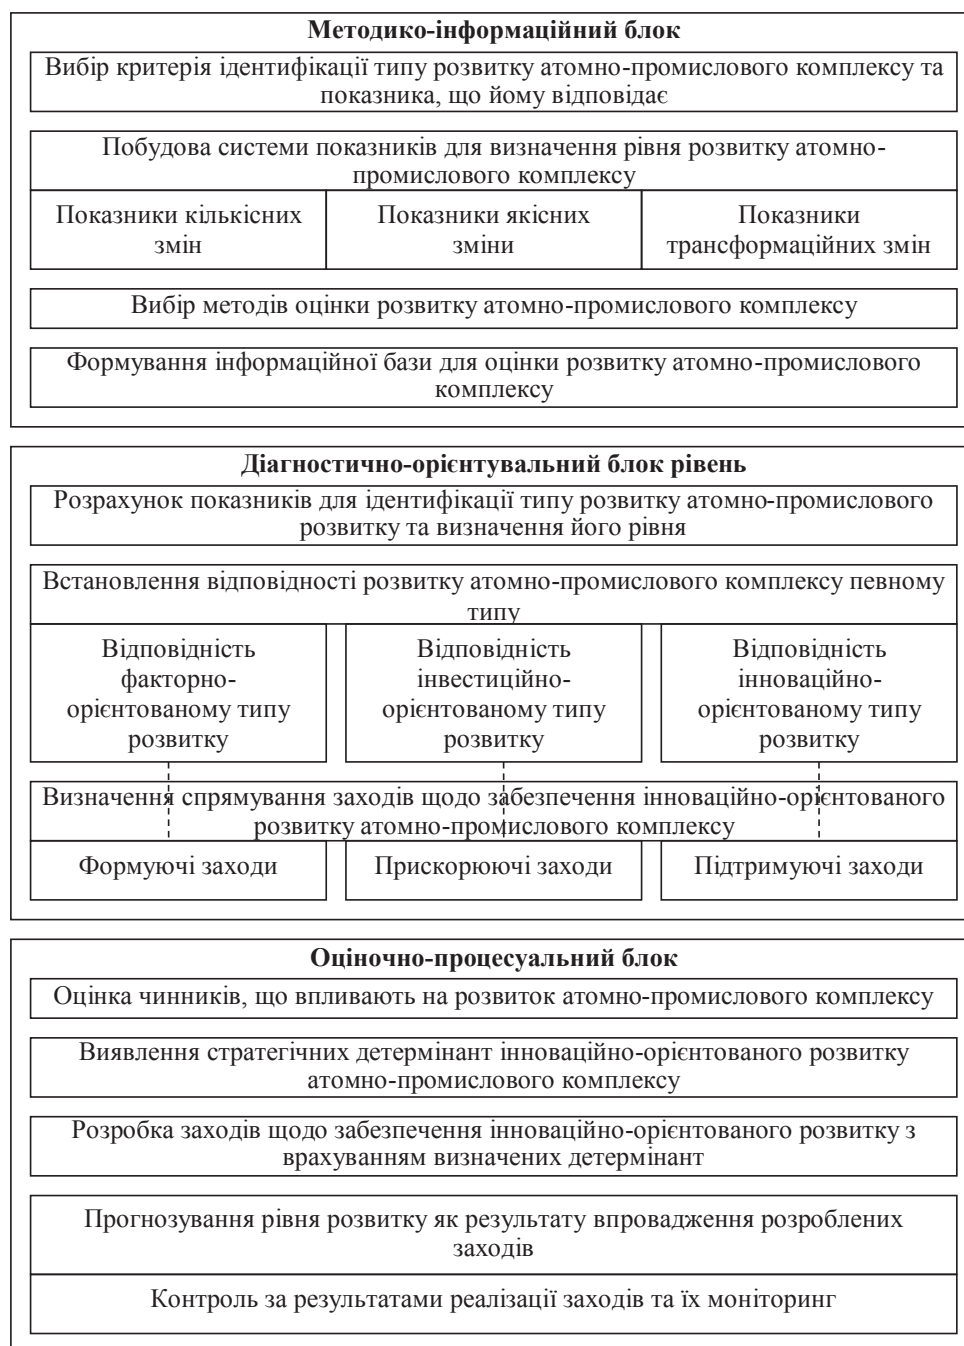 Методико-інформаційний блок
Вибір критерія ідентифікації типу розвитку атомно-промислового комплексу та
показника, що йому відповідає
Побудова системи показників для визначення рівня розвитку атомно-
промислового комплексу
Показники кількісних
змін
Показники якісних
зміни
Показники
трансформаційних змін
Вибір методів оцінки розвитку атомно-промислового комплексу
Формування інформаційної бази для оцінки розвитку атомно-промислового
комплексу
Діагностично-орієнтувальний блок рівень
Розрахунок показників для ідентифікації типу розвитку атомно-промислового
розвитку та визначення його рівня
Встановлення відповідності розвитку атомно-промислового комплексу певному
типу
Відповідність
факторно-
орієнтованому типу
розвитку
Відповідність
інвестиційно-
орієнтованому типу
розвитку
Відповідність
інноваційно-
орієнтованому типу
розвитку
Визначення спрямування заходів щодо забезпечення інноваційно-орієнтованого
розвитку атомно-промислового комплексу
Формуючі заходи
Прискорюючі заходи
Підтримуючі заходи
Оціночно-процесуальний блок
Оцінка чинників, що впливають на розвиток атомно-промислового комплексу
Виявлення стратегічних детермінант інноваційно-орієнтованого розвитку
атомно-промислового комплексу
Розробка заходів щодо забезпечення інноваційно-орієнтованого розвитку з
врахуванням визначених детермінант
Прогнозування рівня розвитку як результату впровадження розроблених
заходів
Контроль за результатами реалізації заходів та їх моніторинг